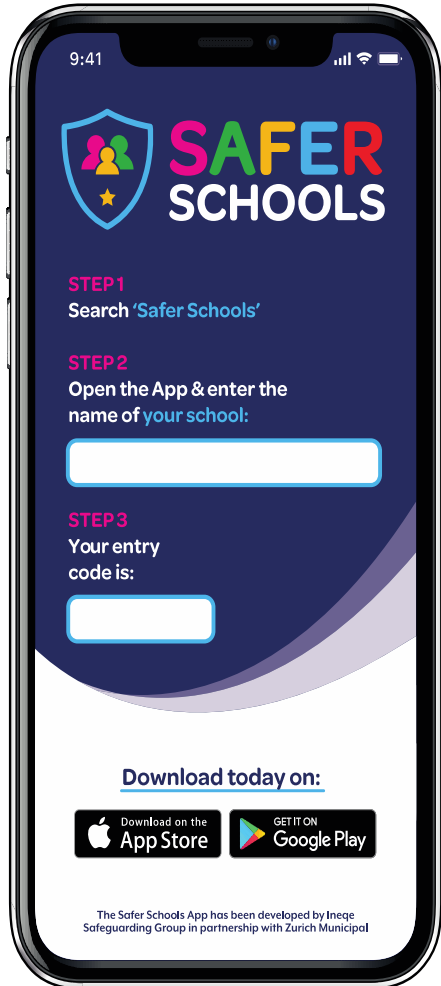 9:41
SAFER
SCHOOLS
STEP 1
Search ‘Safer Schools’
STEP 2
Open the App & enter the
name of your school:
STEP 3
Your entry
code is:
Download today on:
Download on the
App Store
GET IT ON
Google Play
The Safer Schools App has been developed by Ineqe
Safeguarding Group in partnership with Zurich Municipal